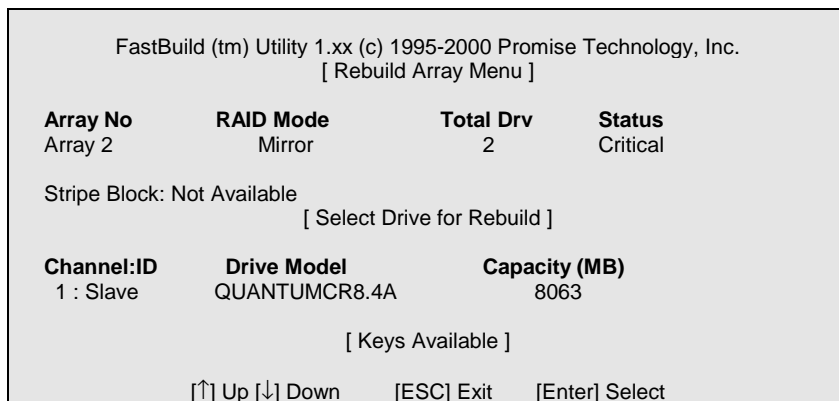 FastBuild (tm) Utility 1.xx (c) 1995-2000 Promise Technology, Inc.
[ Rebuild Array Menu ]
Array No RAID Mode Total Drv Status
Array 2 Mirror 2 Critical
Stripe Block: Not Available
[ Select Drive for Rebuild ]
Channel:ID Drive Model Capacity (MB)
1 : Slave QUANTUMCR8.4A 8063
[ Keys Available ]
[↑] Up [↓] Down [ESC] Exit [Enter] Select